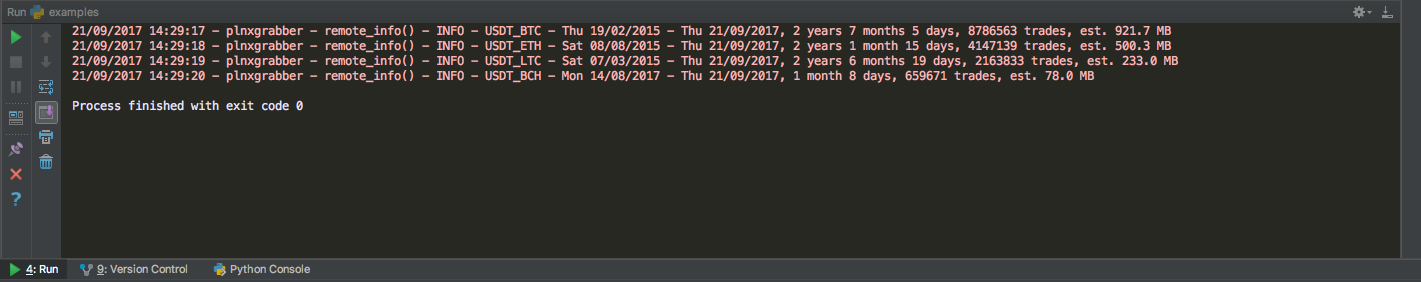 Run examples
21/09/2017 14:29:17 – plnxgrabber – remote_info() – INFO – USDT_BTC – Thu 19/02/2015 – Thu 21/09/2017, 2 years 7 months 5 days, 8786563 trades, est. 921.7 MB
21/09/2017 14:29:18 – plnxgrabber – remote_info() – INFO – USDT_ETH – Sat 08/08/2015 – Thu 21/09/2017, 2 years 1 month 15 days, 4147139 trades, est. 500.3 MB
21/09/2017 14:29:19 – plnxgrabber – remote_info() – INFO – USDT_LTC – Sat 07/03/2015 – Thu 21/09/2017, 2 years 6 months 19 days, 2163833 trades, est. 233.0 MB
21/09/2017 14:29:20 – plnxgrabber – remote_info() – INFO – USDT_BCH – Mon 14/08/2017 – Thu 21/09/2017, 1 month 8 days, 659671 trades, est. 78.0 MB
Process finished with exit code 0
4: Run 9: Version Control Python Console